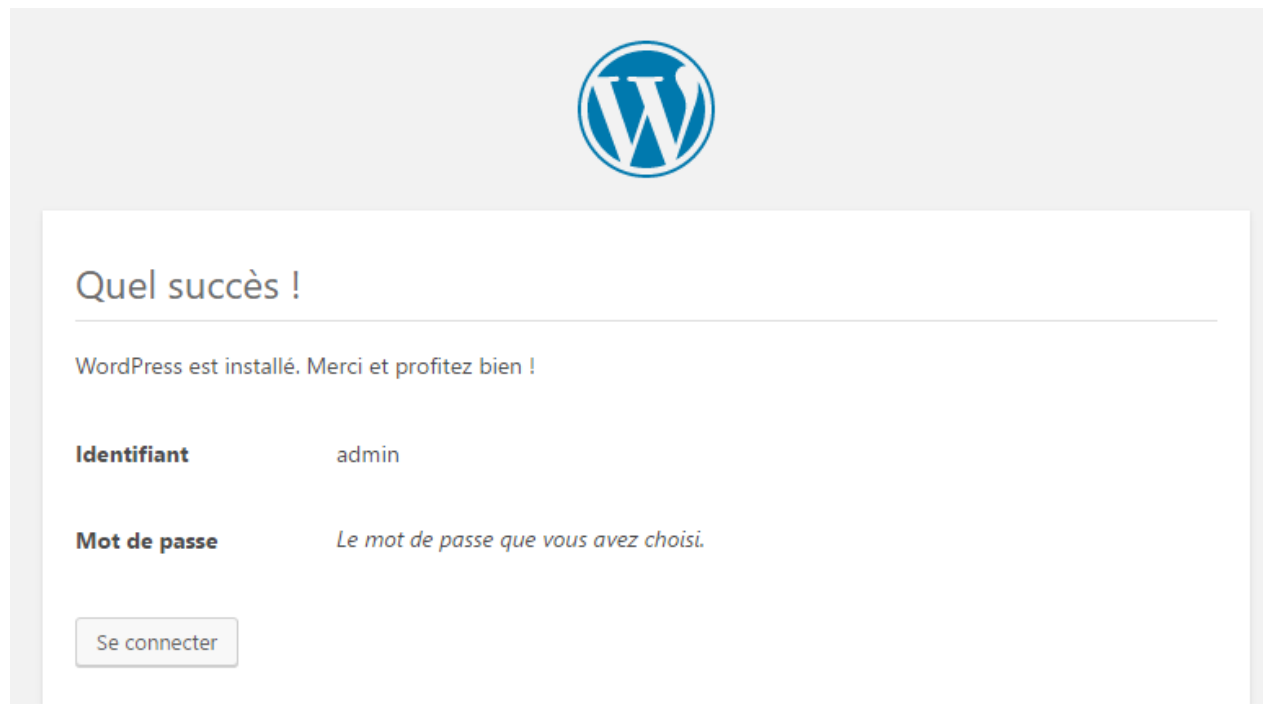 Quel succès !
WordPress est installé. Merci et profitez bien !
Identifiant admin
Mot de passe Le mot de passe que vous avez choisi.
Se connecter